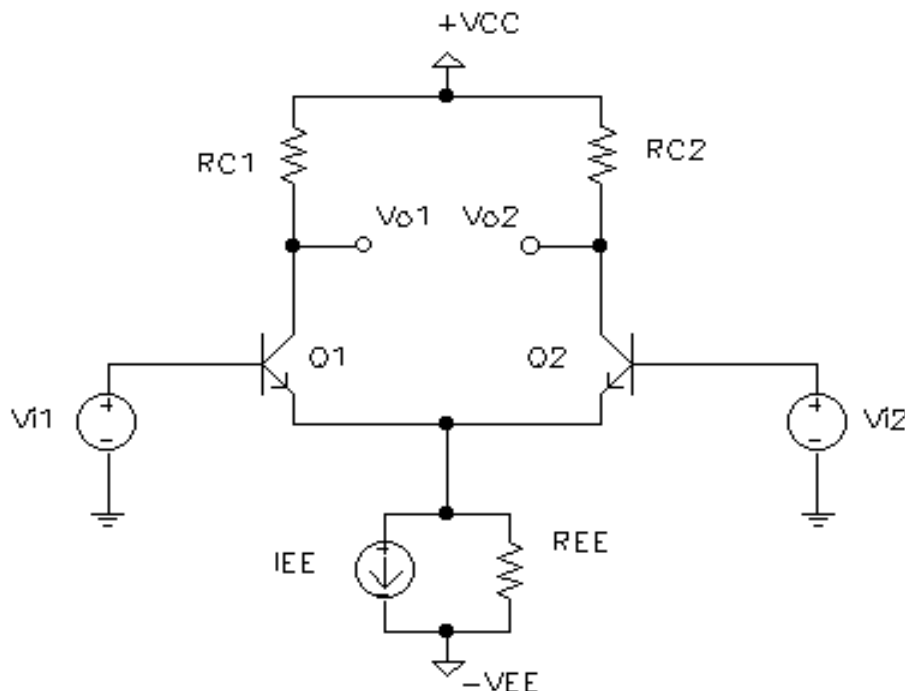 +VCC
RC1
RC2
Vo1
Vo2
Q1
Q2
Vi1
+
-
+
-
Vi2
IEE
+
-
REE
-VEE